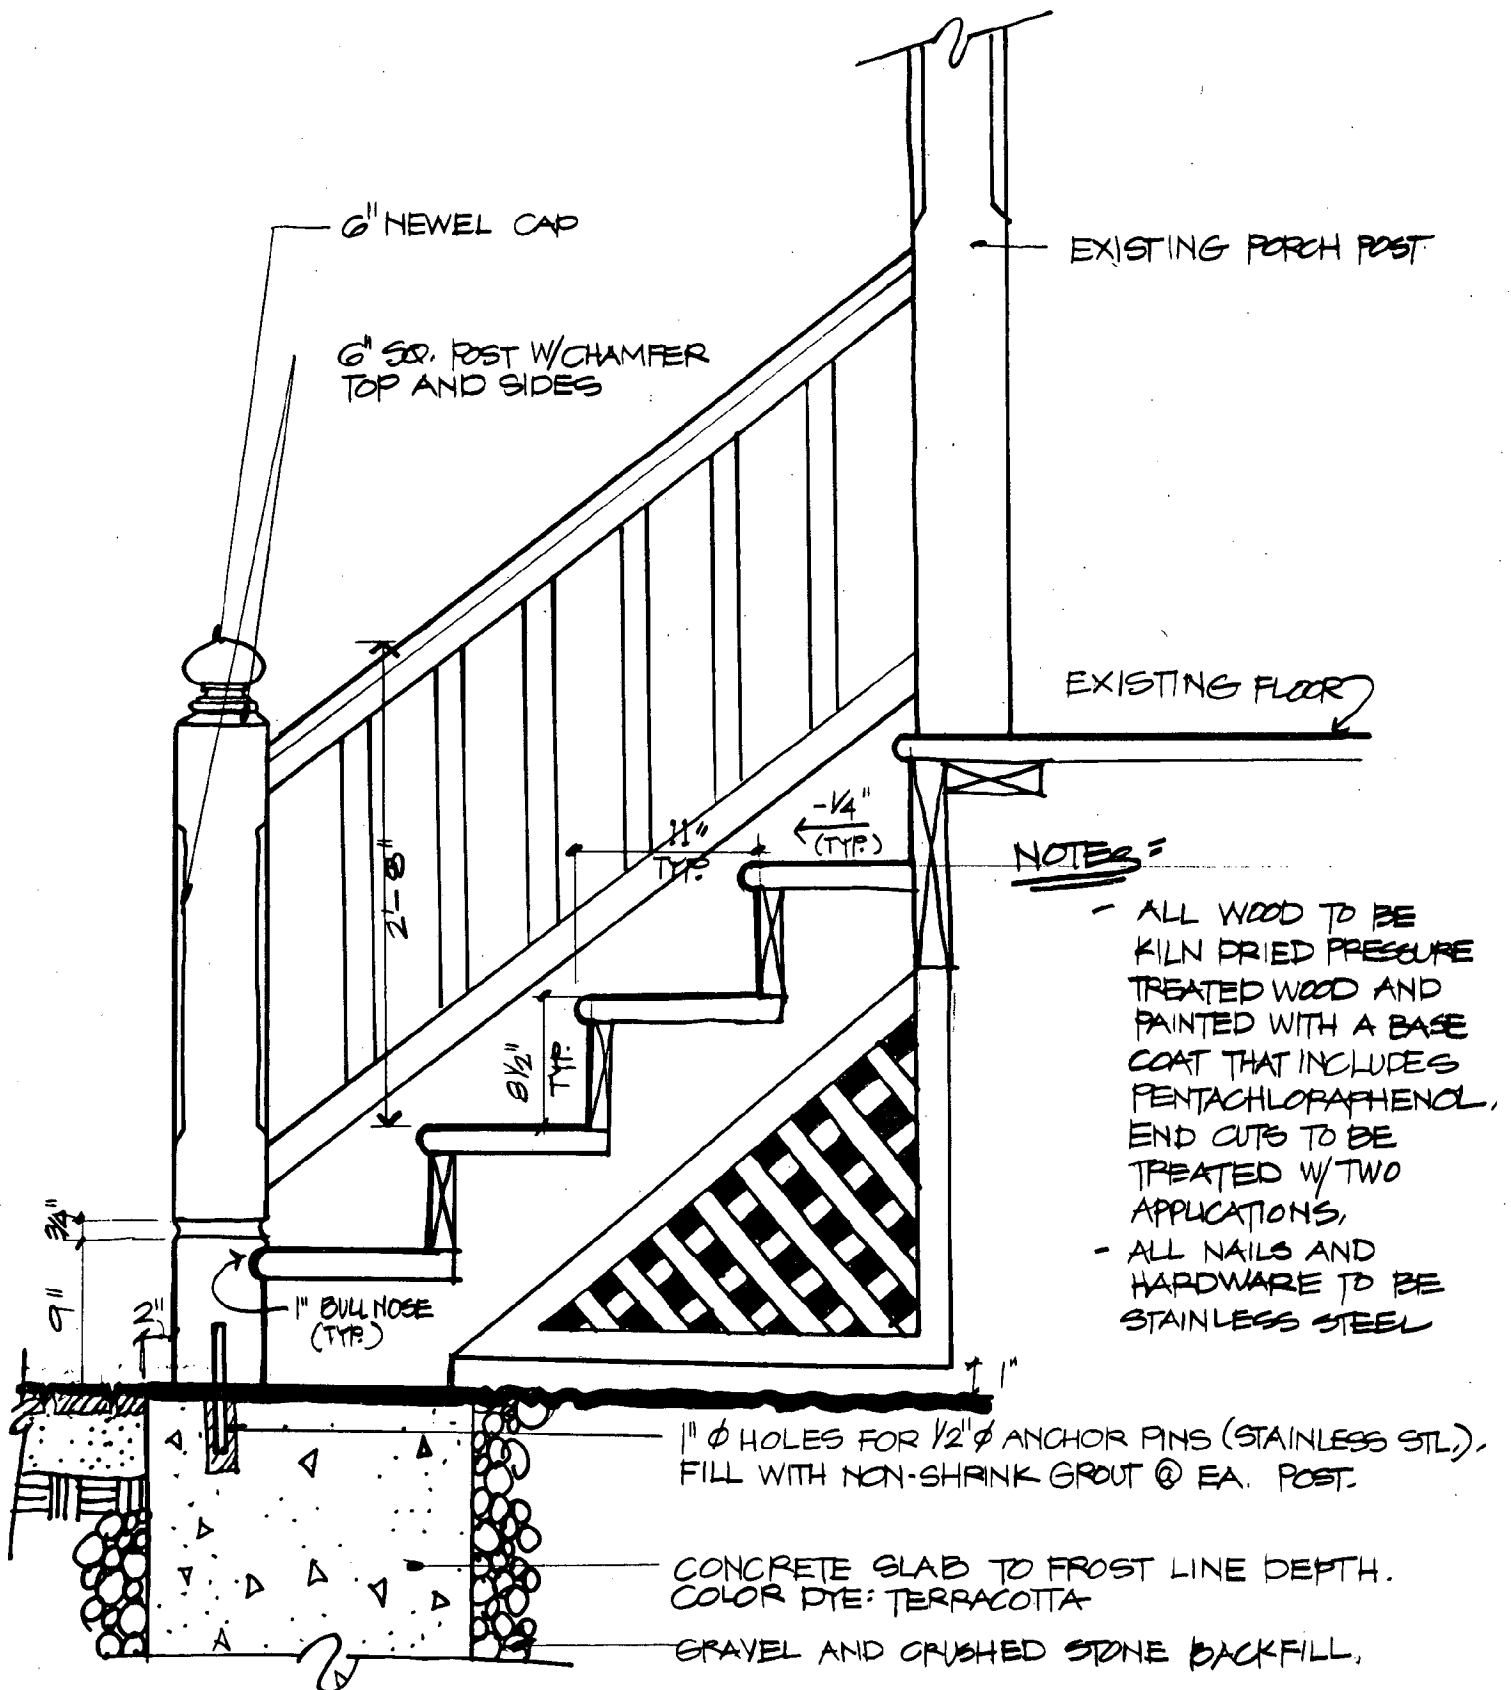 6" NEWEL CAP
EXISTING PORCH POST
6" SQ. POST W/CHAMFER
TOP AND SIDES
EXISTING FLOOR
-1/4"
(TYP.)
11"
TYP.
2'-8"
NOTES:
- ALL WOOD TO BE
KILN DRIED PRESSURE
TREATED WOOD AND
PAINTED WITH A BASE
COAT THAT INCLUDES
PENTACHLORAPHENOL.
END CUTS TO BE
TREATED W/ TWO
APPLICATIONS.
- ALL NAILS AND
HARDWARE TO BE
STAINLESS STEEL
8 1/2"
TYP.
3/4"
9"
2"
1" BULLNOSE
(TYP.)
1"
1" Ø HOLES FOR 1/2" Ø ANCHOR PINS (STAINLESS STL.).
FILL WITH NON-SHRINK GROUT @ EA. POST.
CONCRETE SLAB TO FROST LINE DEPTH.
COLOR DYE: TERRACOTTA
GRAVEL AND CRUSHED STONE BACKFILL.